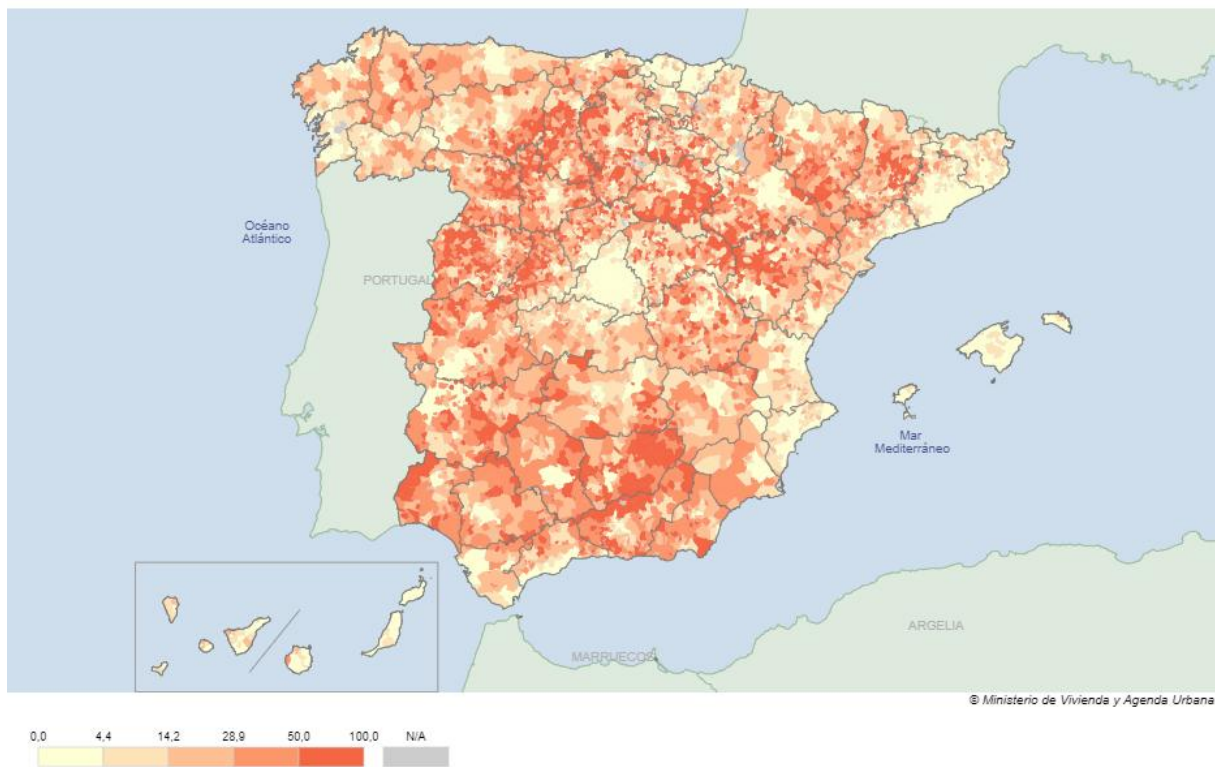 Océano
Atlántico
PORTUGAL
Mar
Mediterráneo
ARGELIA
MARRUECOS
© Ministerio de Vivienda y Agenda Urbana
0,0 4,4 14,2 28,9 50,0 100,0 N/A